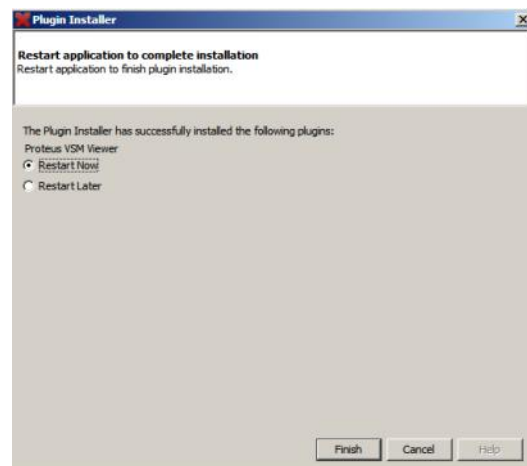 Plugin Installer
Restart application to complete installation
Restart application to finish plugin installation.
The Plugin Installer has successfully installed the following plugins:
Proteus VSM Viewer
Restart Now
Restart Later
Finish
Cancel
Help